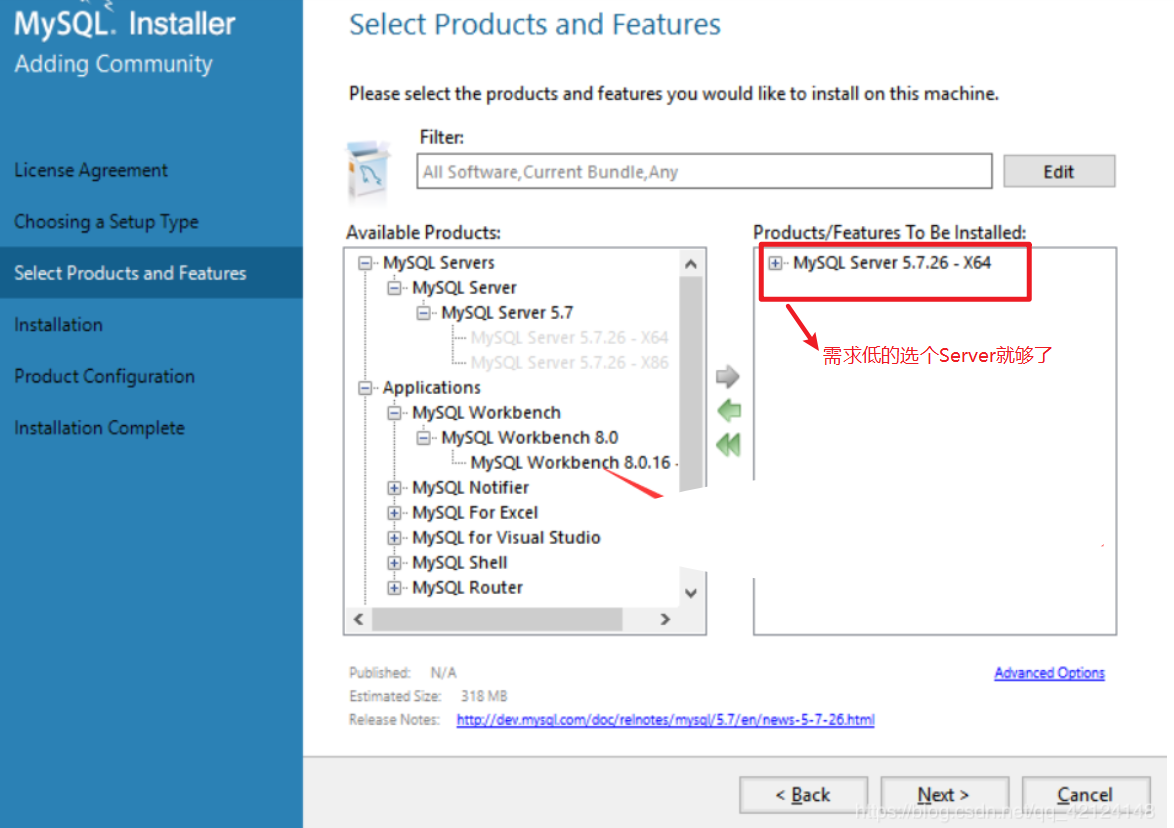 MySQL. Installer
Adding Community
License Agreement
Choosing a Setup Type
Select Products and Features
Installation
Product Configuration
Installation Complete
Select Products and Features
Please select the products and features you would like to install on this machine.
Filter:
All Software,Current Bundle,Any
Edit
Available Products:
MySQL Servers
MySQL Server
MySQL Server 5.7
MySQL Server 5.7.26 - X64
MySQL Server 5.7.26 - X86
Applications
MySQL Workbench
MySQL Workbench 8.0
MySQL Workbench 8.0.16 -
MySQL Notifier
MySQL For Excel
MySQL for Visual Studio
MySQL Shell
MySQL Router
Products/Features To Be Installed:
MySQL Server 5.7.26 - X64
需求低的选个Server就够了
Published: N/A
Estimated Size: 318 MB
Release Notes: http://dev.mysql.com/doc/relnotes/mysql/5.7/en/news-5-7-26.html
Advanced Options
< Back
Next >
Cancel
https://blog.csdn.net/qq_42124148